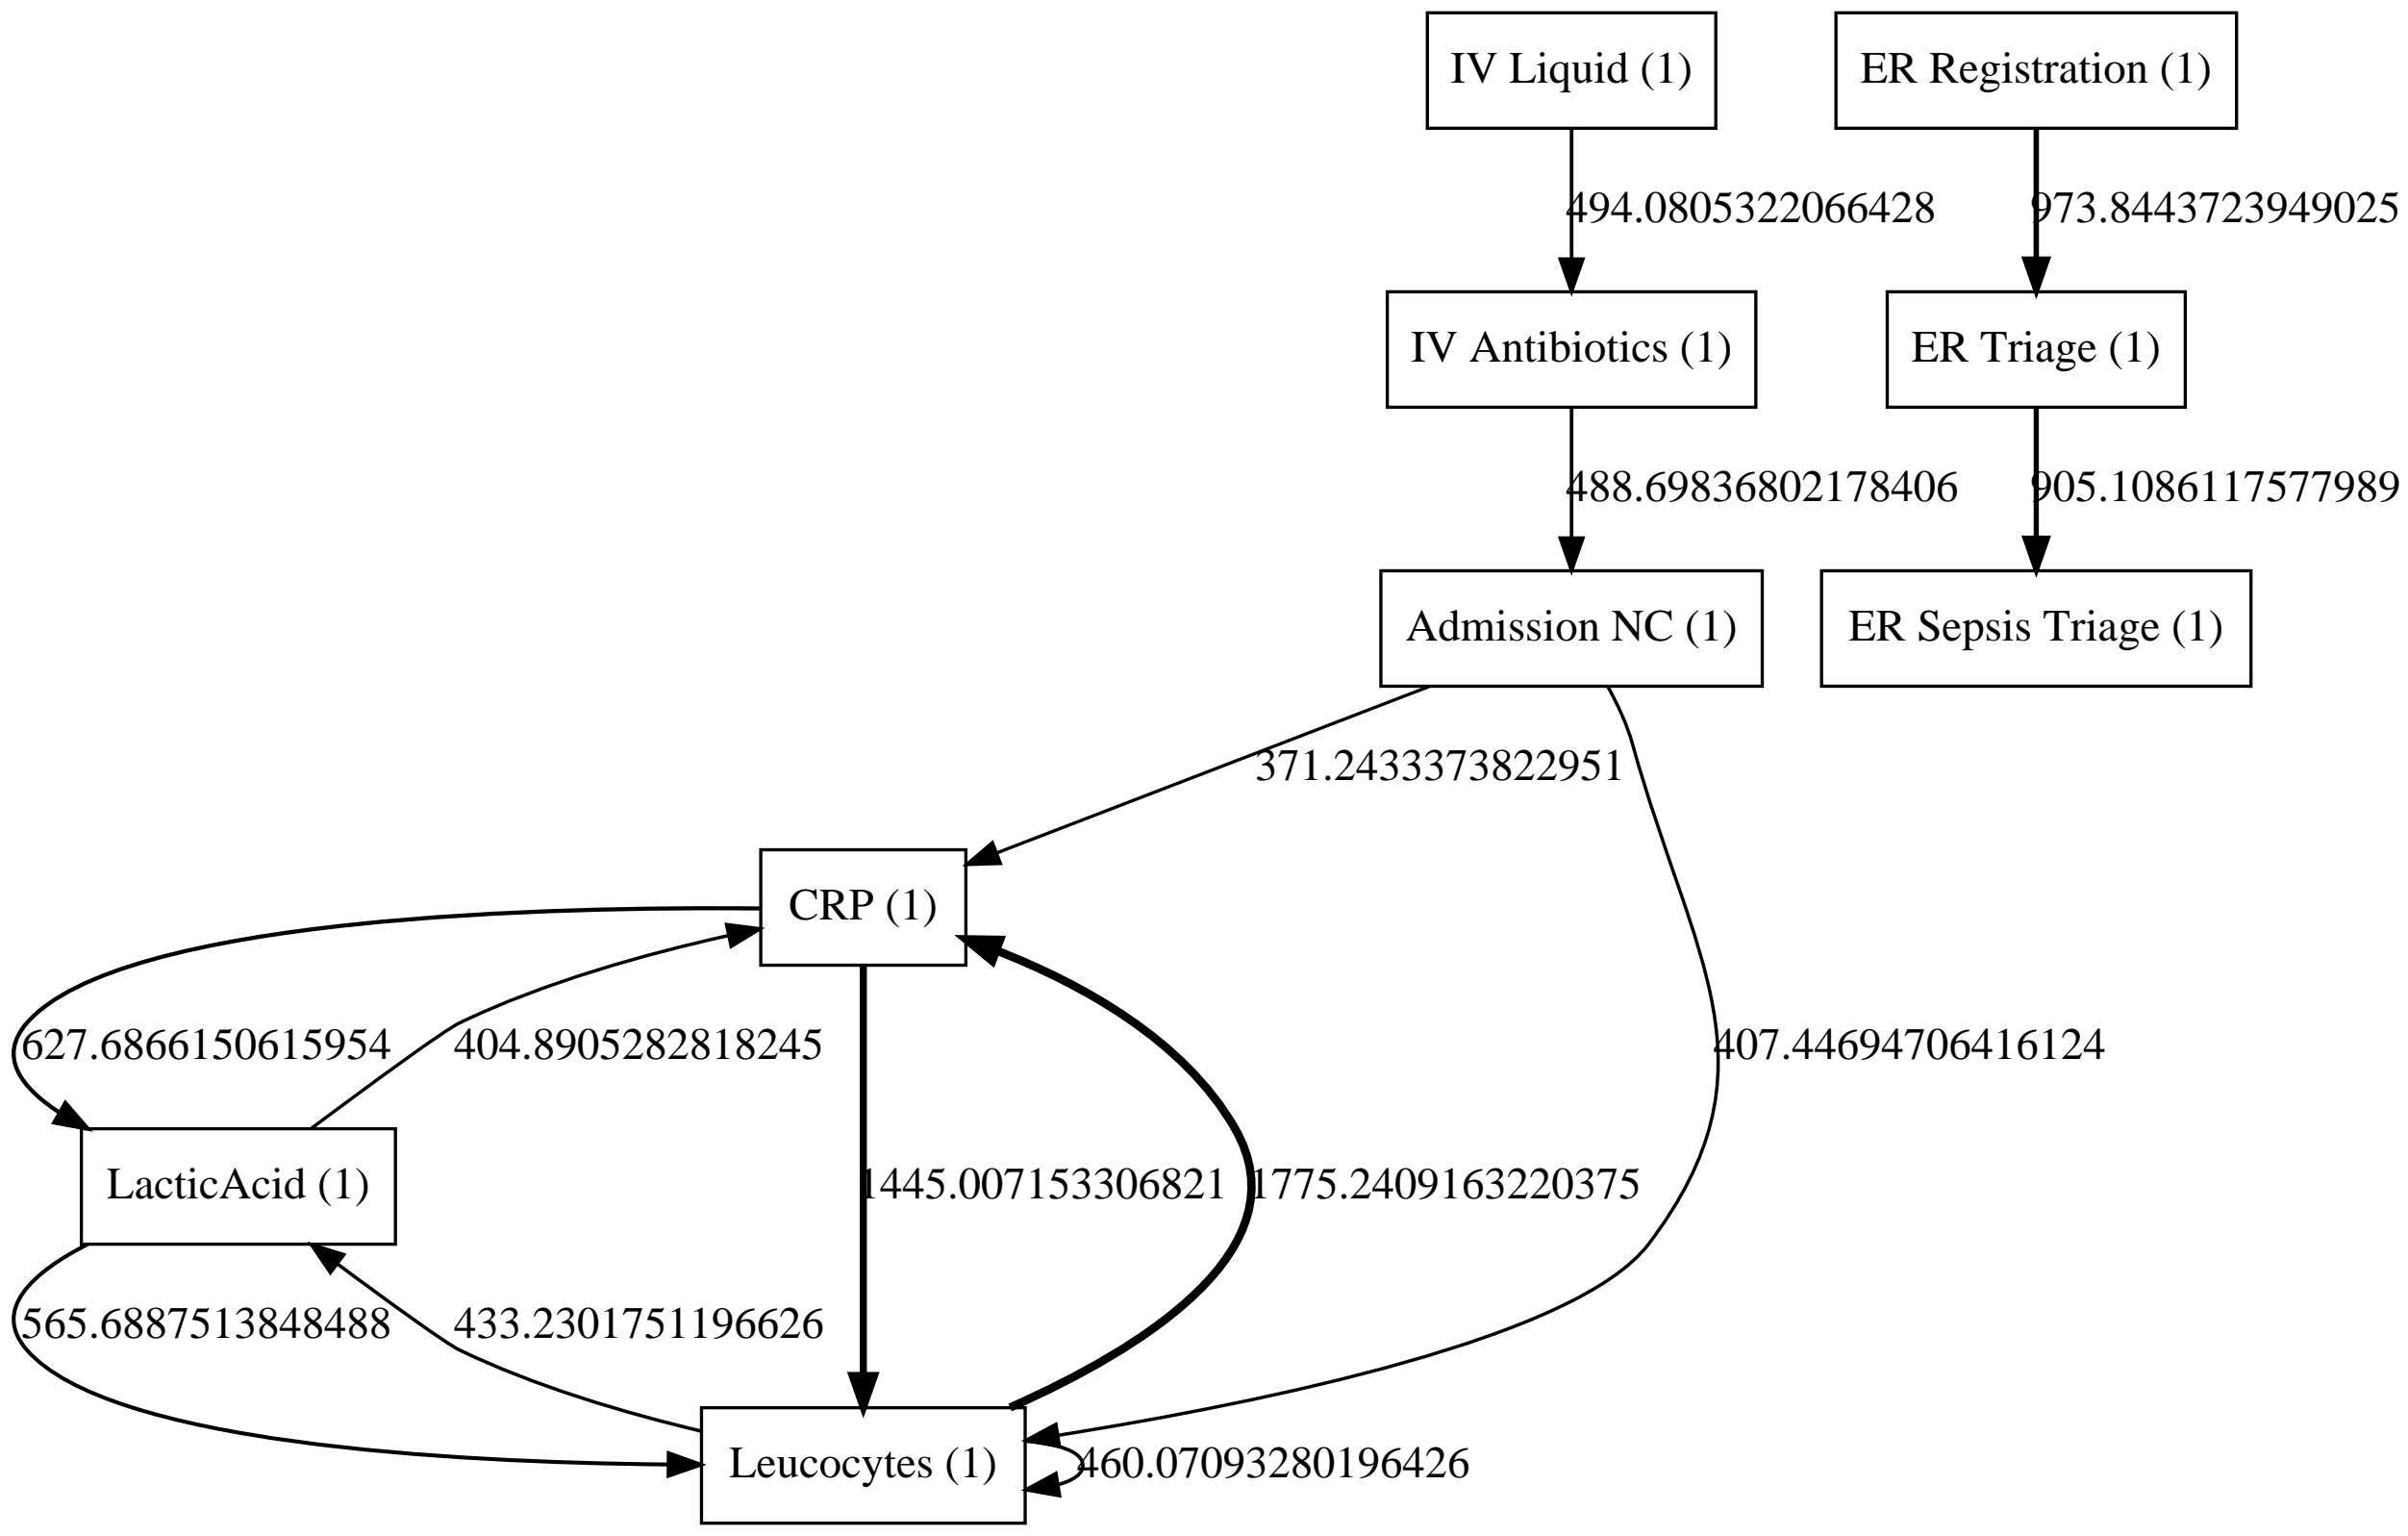 IV Liquid (1)
ER Registration (1)
494.0805322066428
973.8443723949025
IV Antibiotics (1)
ER Triage (1)
488.69836802178406
905.1086117577989
Admission NC (1)
ER Sepsis Triage (1)
371.2433373822951
CRP (1)
627.6866150615954
404.8905282818245
407.44694706416124
LacticAcid (1)
1445.007153306821
1775.2409163220375
565.6887513848488
433.2301751196626
Leucocytes (1)
460.07093280196426